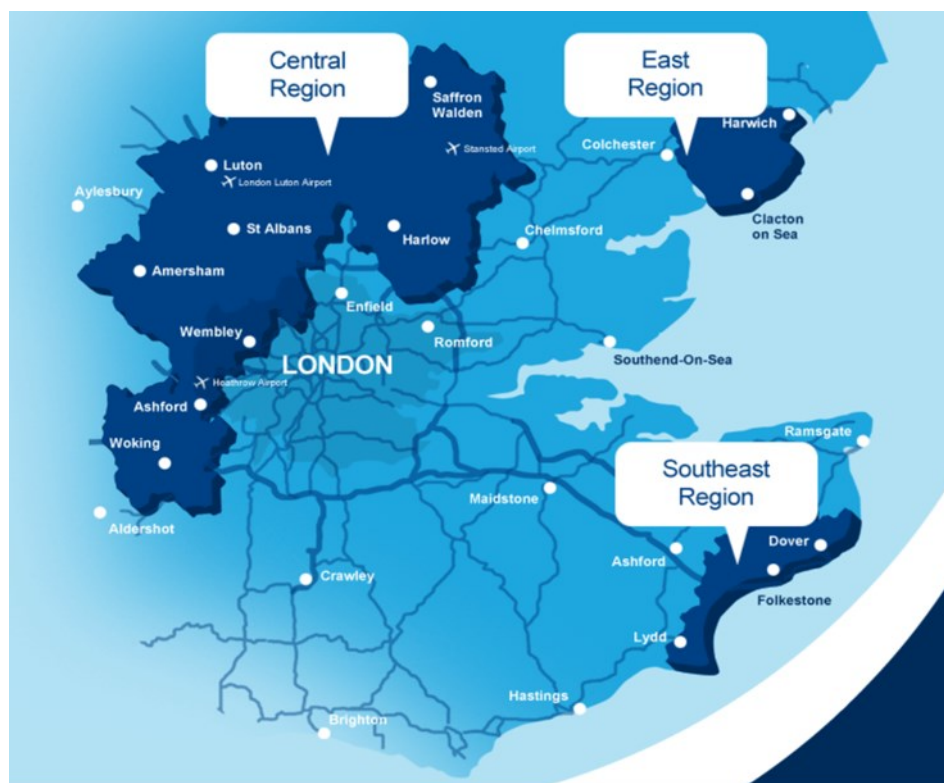 Central
Region
East
Region
Saffron
Walden
Harwich
Stansted Airport
Colchester
Luton
London Luton Airport
Aylesbury
St Albans
Harlow
Clacton
on Sea
Chelmsford
Amersham
Enfield
Wembley
Romford
LONDON
Southend-On-Sea
Heathrow Airport
Ashford
Woking
Ramsgate
Southeast
Region
Maidstone
Aldershot
Dover
Ashford
Crawley
Folkestone
Lydd
Hastings
Brighton